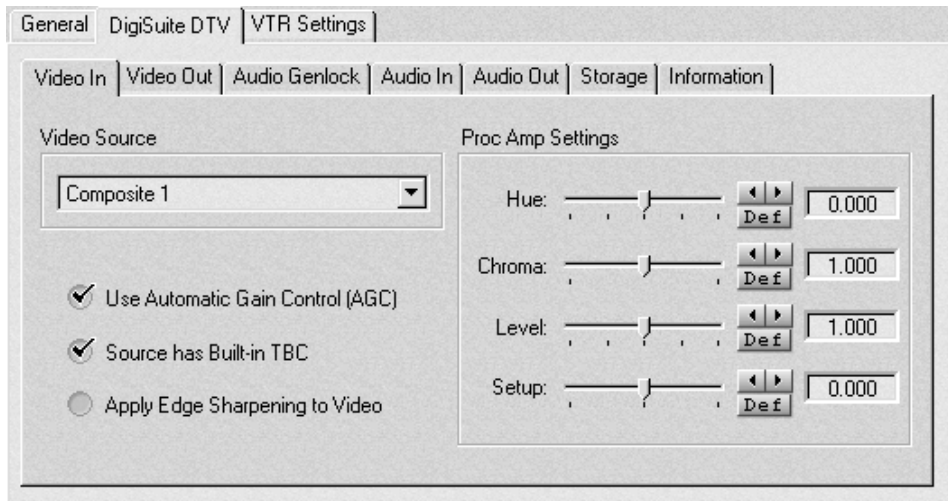 General DigiSuite DTV VTR Settings
Video In Video Out Audio Genlock Audio In Audio Out Storage Information
Video Source
Composite 1
Use Automatic Gain Control (AGC)
Source has Built-in TBC
Apply Edge Sharpening to Video
Proc Amp Settings
Hue: Def 0.000
Chroma: Def 1.000
Level: Def 1.000
Setup: Def 0.000